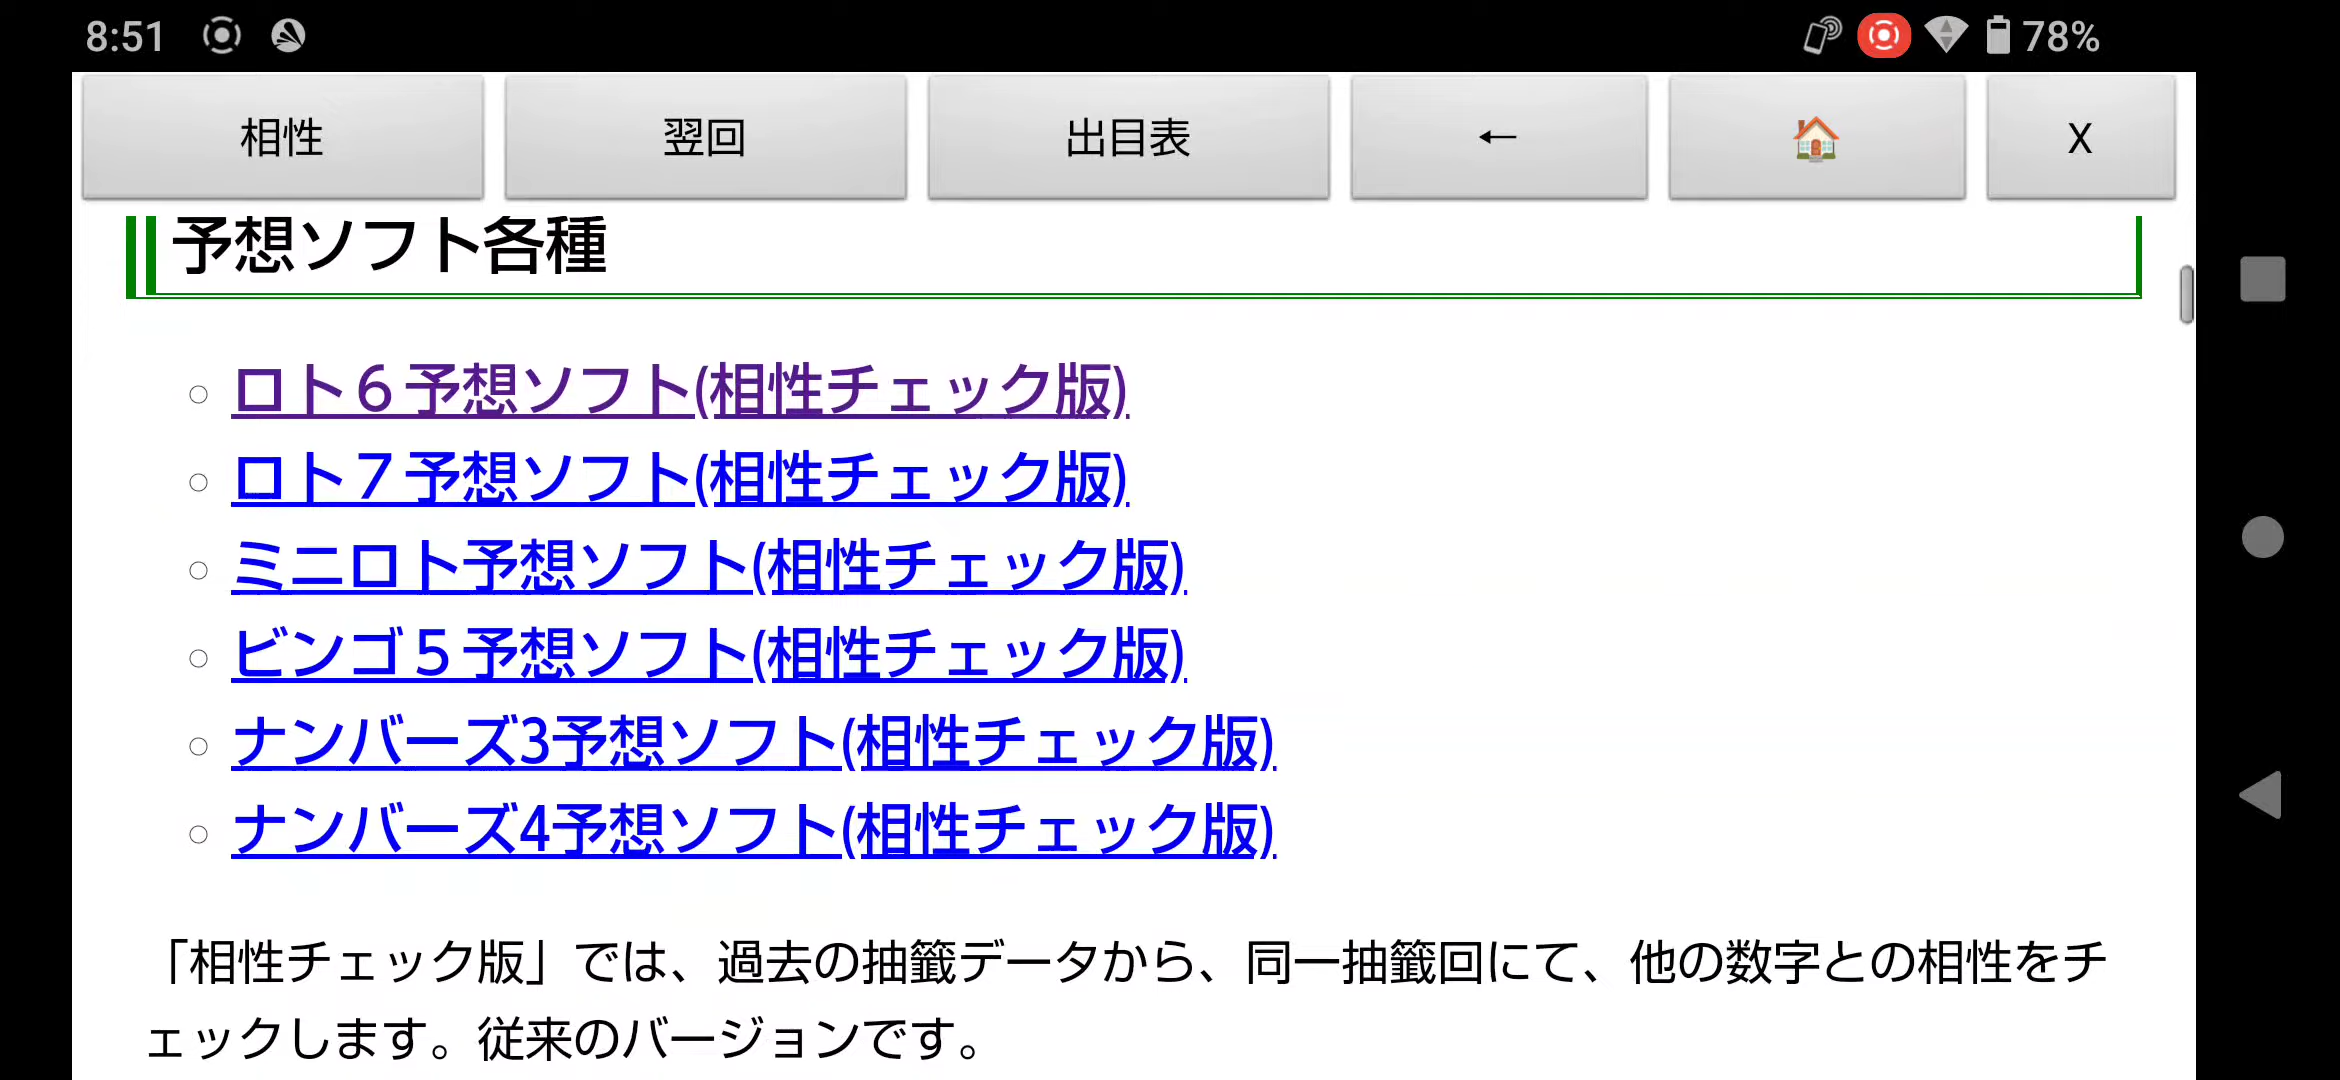 8:51
78%
相性 翌回 出目表 ← X
予想ソフト各種
ロト６予想ソフト(相性チェック版)
ロト７予想ソフト(相性チェック版)
ミニロト予想ソフト(相性チェック版)
ビンゴ５予想ソフト(相性チェック版)
ナンバーズ3予想ソフト(相性チェック版)
ナンバーズ4予想ソフト(相性チェック版)
「相性チェック版」では、過去の抽籤データから、同一抽籤回にて、他の数字との相性をチ
ェックします。従来のバージョンです。